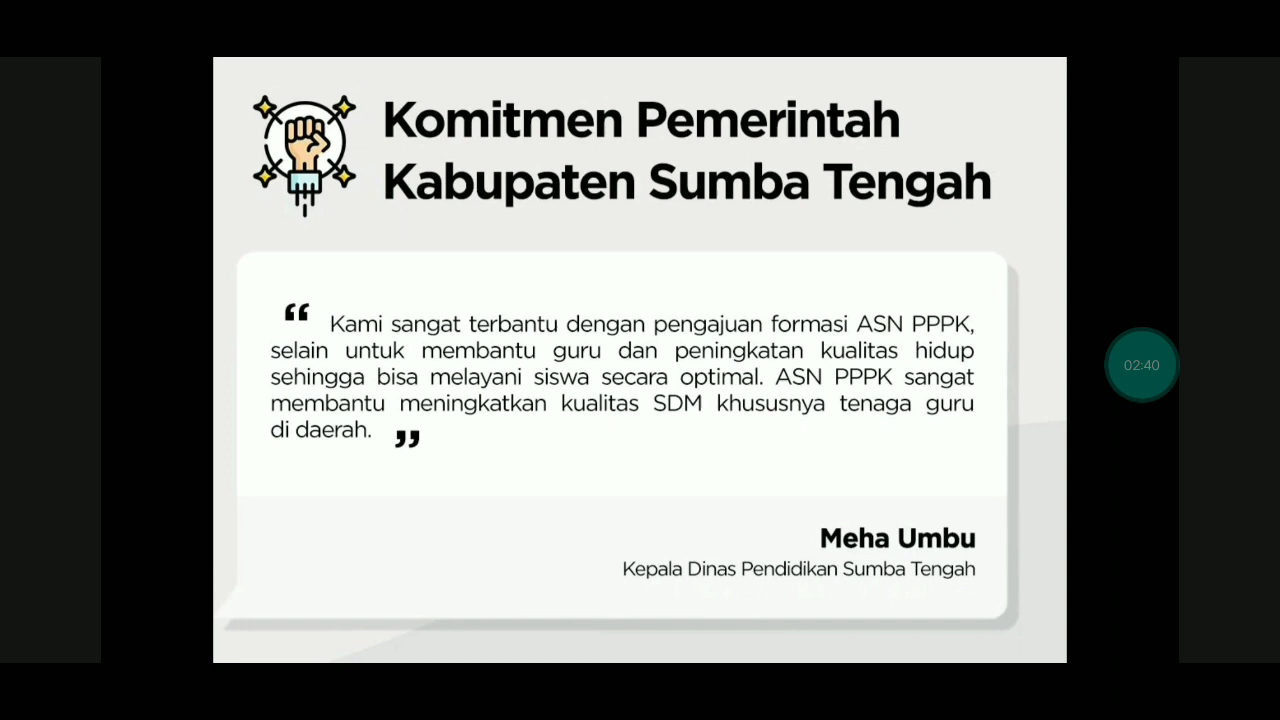 Komitmen Pemerintah
Kabupaten Sumba Tengah
“ Kami sangat terbantu dengan pengajuan formasi ASN PPPK,
selain untuk membantu guru dan peningkatan kualitas hidup
sehingga bisa melayani siswa secara optimal. ASN PPPK sangat
membantu meningkatkan kualitas SDM khususnya tenaga guru
di daerah. ”
02:40
Meha Umbu
Kepala Dinas Pendidikan Sumba Tengah